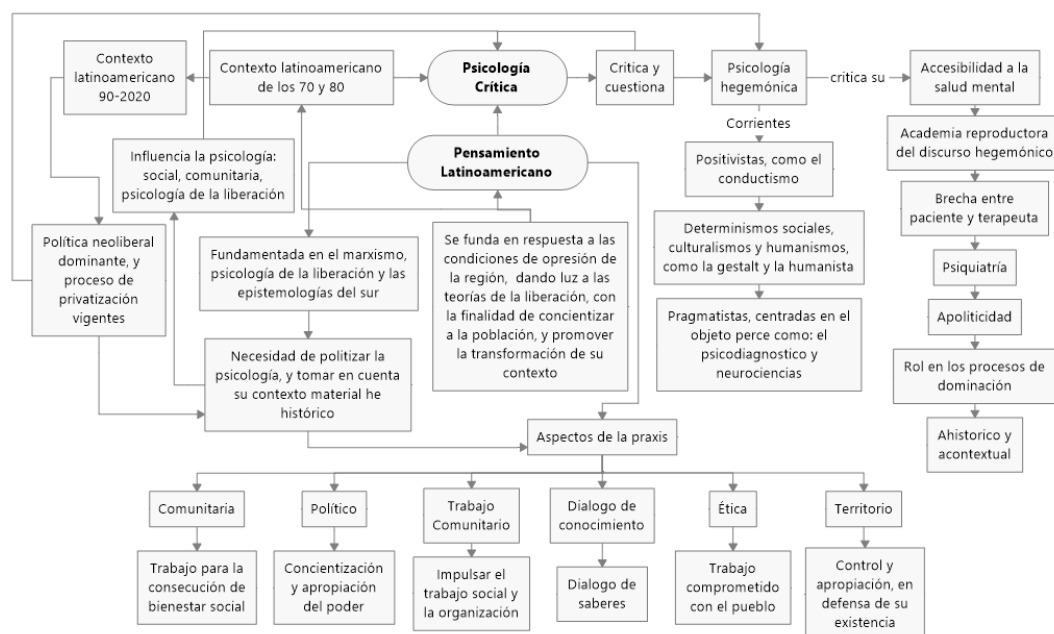 Contexto
latinoamericano
90-2020
Contexto latinoamericano
de los 70 y 80
Psicología
Crítica
Critica y
cuestiona
Psicología
hegemónica
critica su
Accesibilidad a la
salud mental
Corrientes
Academia reproductora
del discurso hegemónico
Influencia la psicología:
social, comunitaria,
psicología de la liberación
Pensamiento
Latinoamericano
Positivistas, como el
conductismo
Brecha entre
paciente y terapeuta
Política neoliberal
dominante, y
proceso de
privatización
vigentes
Fundamentada en el marxismo,
psicología de la liberación y las
epistemologías del sur
Se funda en respuesta a las
condiciones de opresión de
la región, dando luz a las
teorías de la liberación, con
la finalidad de concientizar
a la población, y promover
la transformación de su
contexto
Determinismos sociales,
culturalismos y humanismos,
como la gestalt y la humanista
Psiquiatría
Pragmatistas, centradas en el
objeto perce como: el
psicodiagnostico y
neurociencias
Apoliticidad
Necesidad de politizar la
psicología, y tomar en cuenta
su contexto material he
histórico
Rol en los procesos de
dominación
Ahistorico y
acontextual
Aspectos de la praxis
Comunitaria
Político
Trabajo
Comunitario
Dialogo de
conocimiento
Ética
Territorio
Trabajo para la
consecución de
bienestar social
Concientización
y apropiación
del poder
Impulsar el
trabajo social y
la organización
Dialogo de
saberes
Trabajo
comprometido
con el pueblo
Control y
apropiación, en
defensa de su
existencia